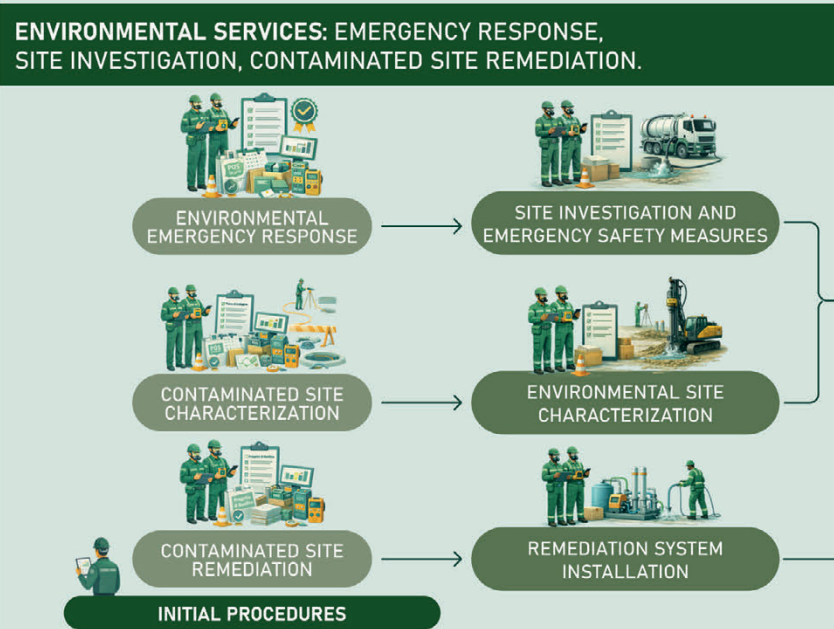 ENVIRONMENTAL SERVICES: EMERGENCY RESPONSE,
SITE INVESTIGATION, CONTAMINATED SITE REMEDIATION.
ENVIRONMENTAL
EMERGENCY RESPONSE
SITE INVESTIGATION AND
EMERGENCY SAFETY MEASURES
CONTAMINATED SITE
CHARACTERIZATION
ENVIRONMENTAL SITE
CHARACTERIZATION
CONTAMINATED SITE
REMEDIATION
REMEDIATION SYSTEM
INSTALLATION
INITIAL PROCEDURES